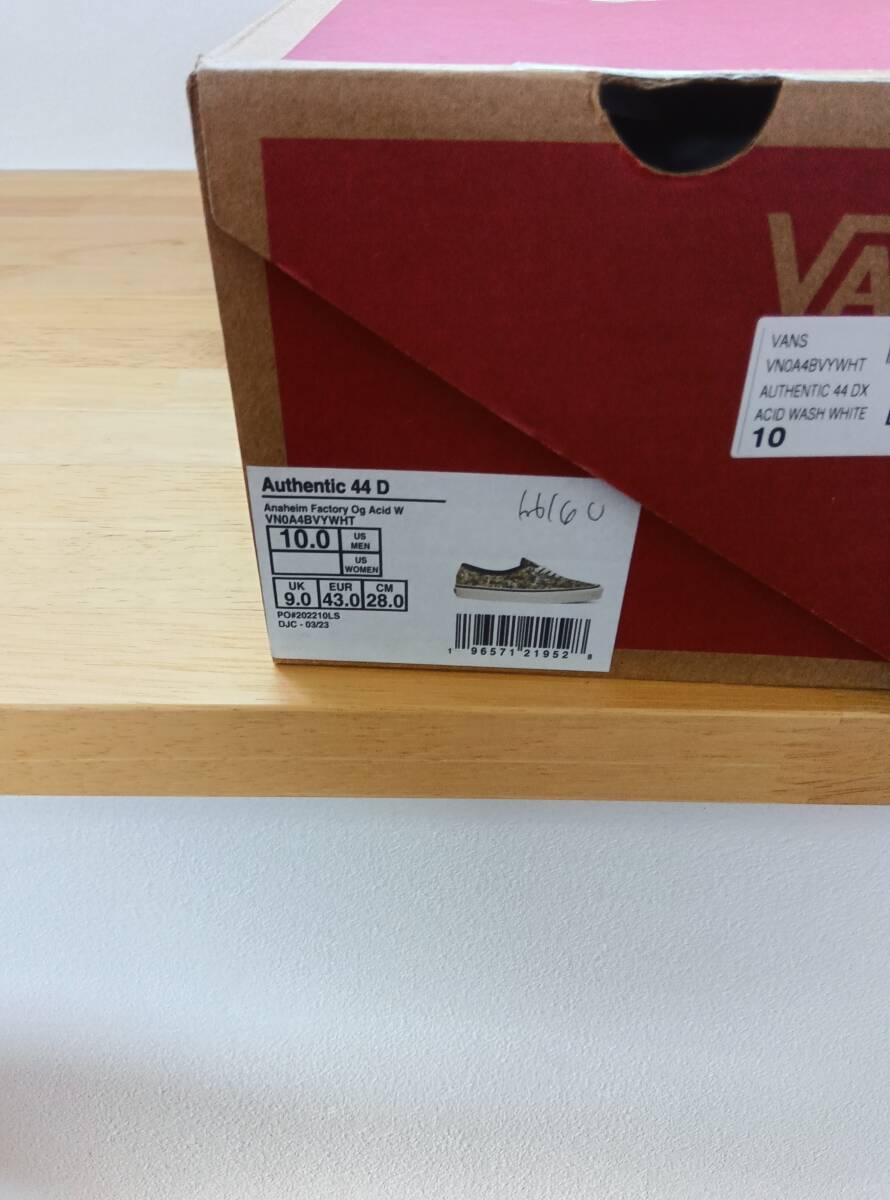 VA
VANS
VN0A4BVYWHT
AUTHENTIC 44 DX
ACID WASH WHITE
10
Authentic 44 D
Anaheim Factory Og Acid W
VN0A4BVYWHT
10.0 US MEN
US WOMEN
UK EUR CM
9.0 43.0 28.0
PO#202210LS
DJC - 03/23
1 96571 21952 8